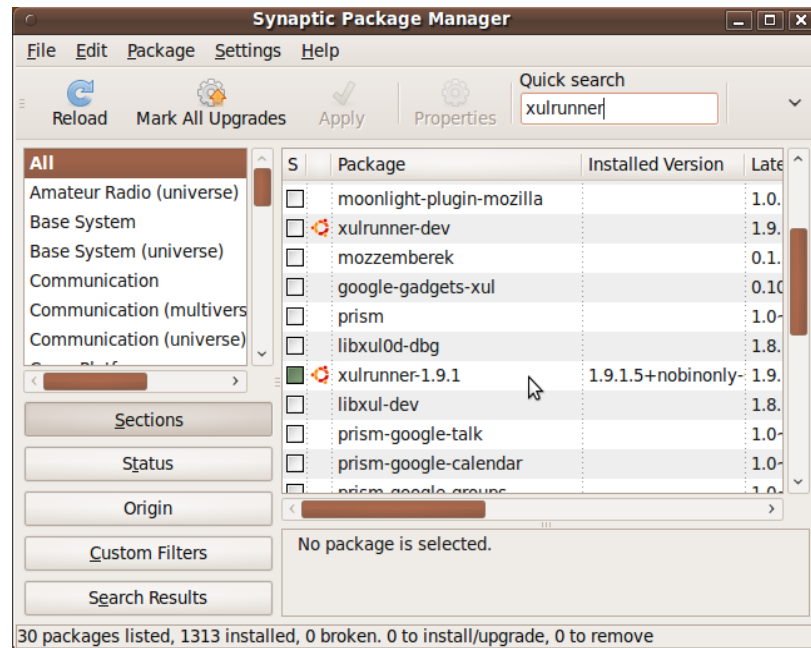 Synaptic Package Manager
File Edit Package Settings Help
Quick search
Reload Mark All Upgrades Apply Properties xulrunner
All
Amateur Radio (universe)
Base System
Base System (universe)
Communication
Communication (multivers
Communication (universe)
S Package Installed Version Late
moonlight-plugin-mozilla 1.0.
xulrunner-dev 1.9.
mozzemberek 0.1.
google-gadgets-xul 0.10
prism 1.0~
libxul0d-dbg 1.8.
xulrunner-1.9.1 1.9.1.5+nobinonly- 1.9.
libxul-dev 1.8.
prism-google-talk 1.0~
prism-google-calendar 1.0~
prism-google-groups 1.0~
Sections
Status
Origin
Custom Filters
Search Results
No package is selected.
30 packages listed, 1313 installed, 0 broken. 0 to install/upgrade, 0 to remove